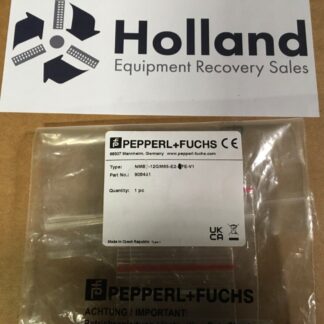 Holland
Equipment Recovery Sales
PEPPERL+FUCHS CE
68307 Mannheim, Germany www.pepperl-fuchs.com
Type:
Part No.:
Quantity: 1 pc
UK
CA
Made in Czech Republic
PEPPERL+FUCHS
ACHTUNG / IMPORTANT: